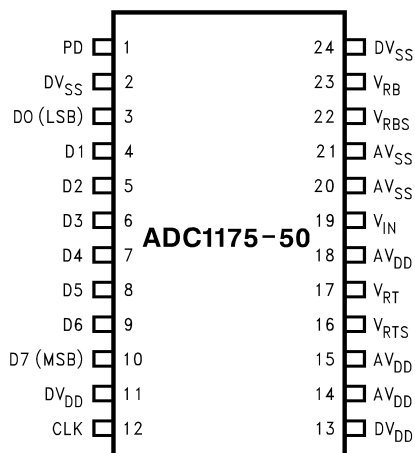 PD 1 24 DVSS
DVSS 2 23 VRB
D0 (LSB) 3 22 VRBS
D1 4 21 AVSS
D2 5 20 AVSS
D3 6 19 VIN
ADC1175-50
D4 7 18 AVDD
D5 8 17 VRT
D6 9 16 VRTS
D7 (MSB) 10 15 AVDD
DVDD 11 14 AVDD
CLK 12 13 DVDD